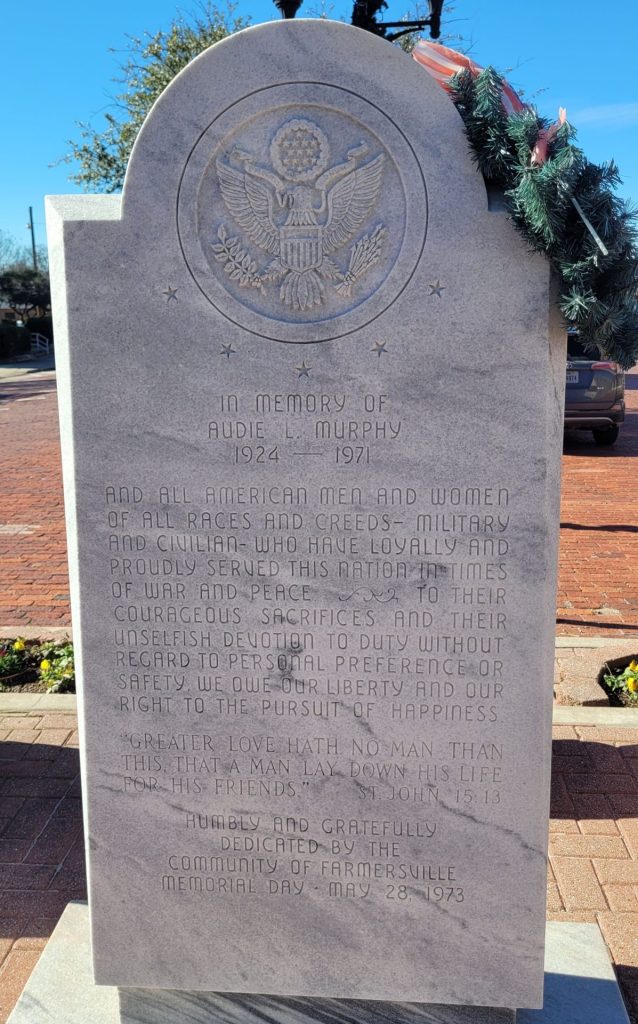 IN MEMORY OF
AUDIE L. MURPHY
1924 — 1971
AND ALL AMERICAN MEN AND WOMEN
OF ALL RACES AND CREEDS- MILITARY
AND CIVILIAN- WHO HAVE LOYALLY AND
PROUDLY SERVED THIS NATION IN TIMES
OF WAR AND PEACE TO THEIR
COURAGEOUS SACRIFICES AND THEIR
UNSELFISH DEVOTION TO DUTY WITHOUT
REGARD TO PERSONAL PREFERENCE OR
SAFETY, WE OWE OUR LIBERTY AND OUR
RIGHT TO THE PURSUIT OF HAPPINESS
"GREATER LOVE HATH NO MAN THAN
THIS, THAT A MAN LAY DOWN HIS LIFE
FOR HIS FRIENDS." ST. JOHN 15:13
HUMBLY AND GRATEFULLY
DEDICATED BY THE
COMMUNITY OF FARMERSVILLE
MEMORIAL DAY · MAY 28, 1973